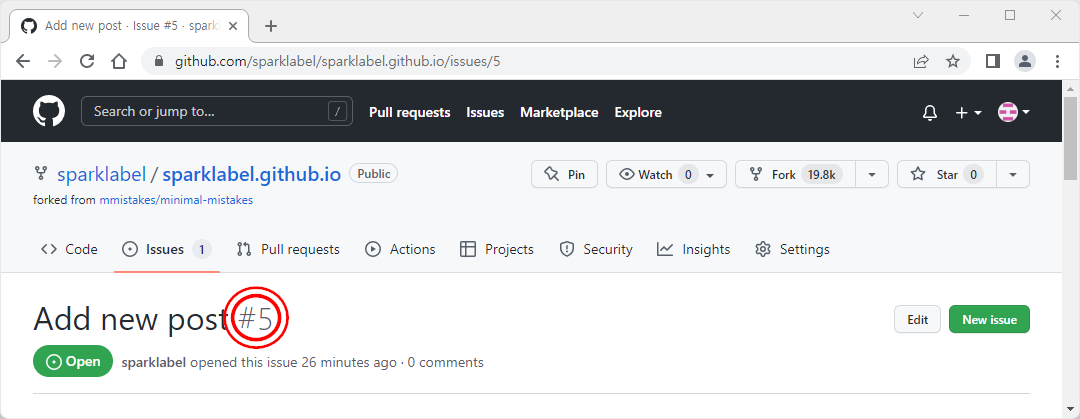 Add new post · Issue #5 · spark
github.com/sparklabel/sparklabel.github.io/issues/5
Search or jump to... / Pull requests Issues Marketplace Explore
sparklabel / sparklabel.github.io Public Pin Watch 0 Fork 19.8k Star 0
forked from mmistakes/minimal-mistakes
Code Issues 1 Pull requests Actions Projects Security Insights Settings
Add new post #5 Edit New issue
Open sparklabel opened this issue 26 minutes ago · 0 comments